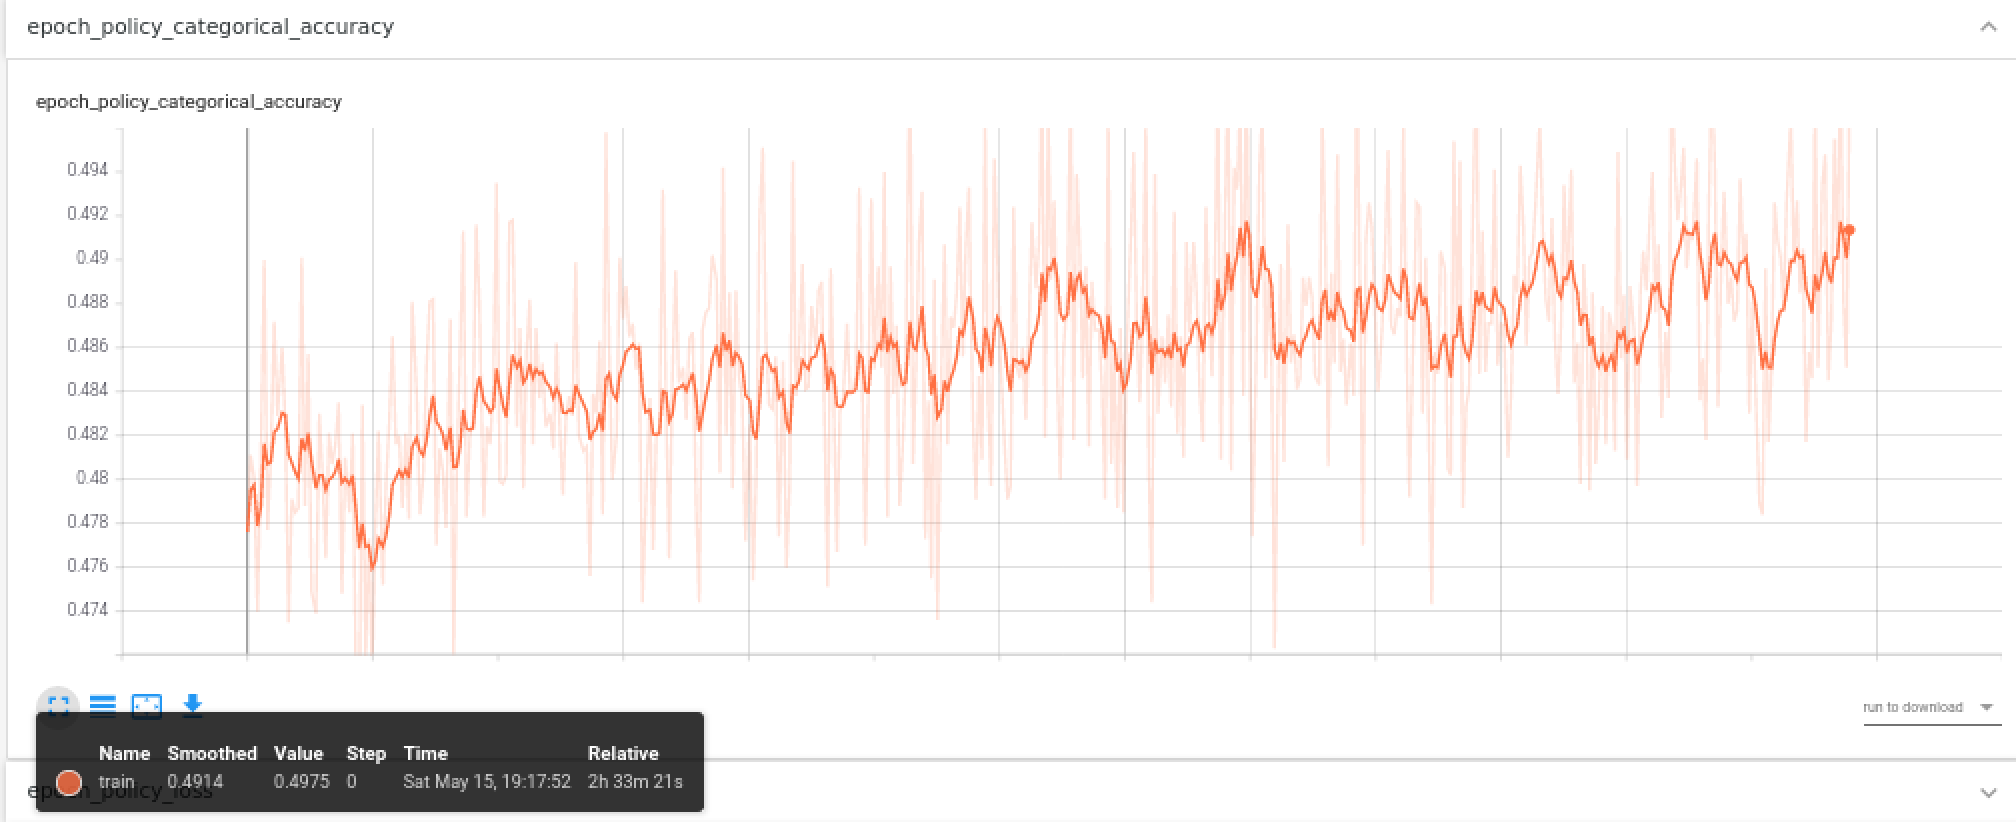 epoch_policy_categorical_accuracy
epoch_policy_categorical_accuracy
0.494
0.492
0.49
0.488
0.486
0.484
0.482
0.48
0.478
0.476
0.474
run to download
Name Smoothed Value Step Time Relative
train 0.4914 0.4975 0 Sat May 15, 19:17:52 2h 33m 21s
epoch_policy_loss